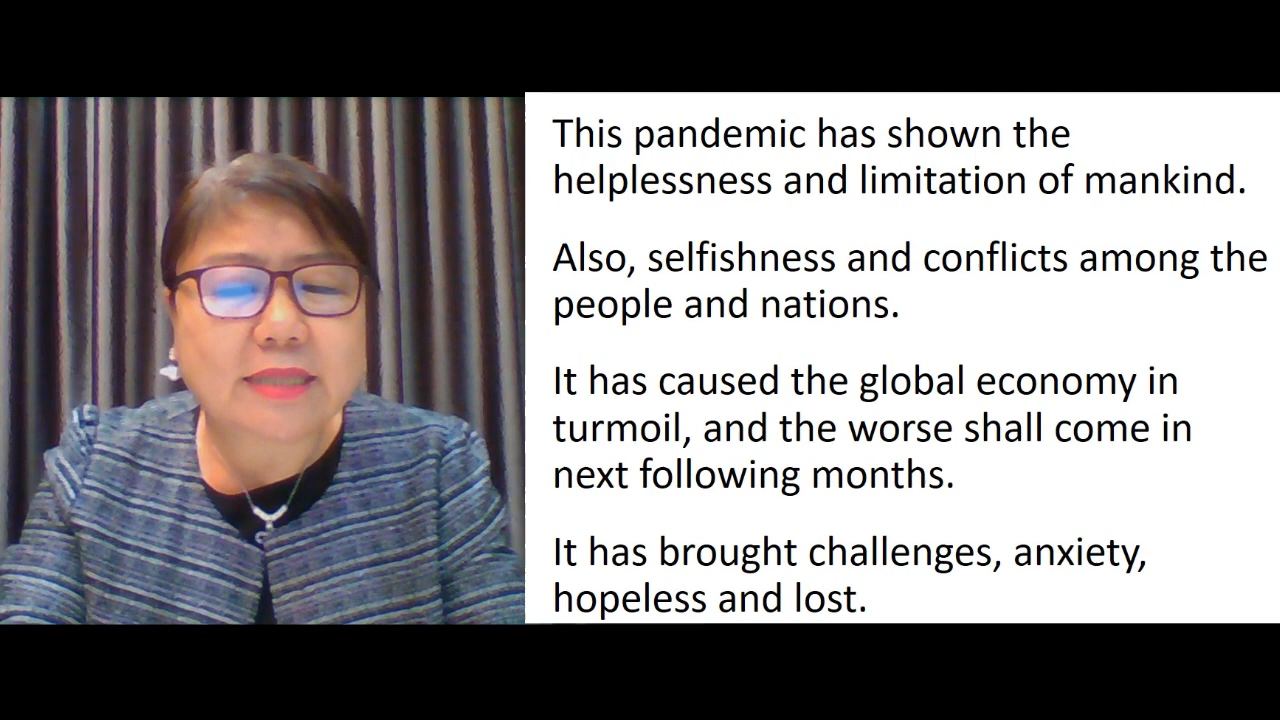 This pandemic has shown the
helplessness and limitation of mankind.
Also, selfishness and conflicts among the
people and nations.
It has caused the global economy in
turmoil, and the worse shall come in
next following months.
It has brought challenges, anxiety,
hopeless and lost.